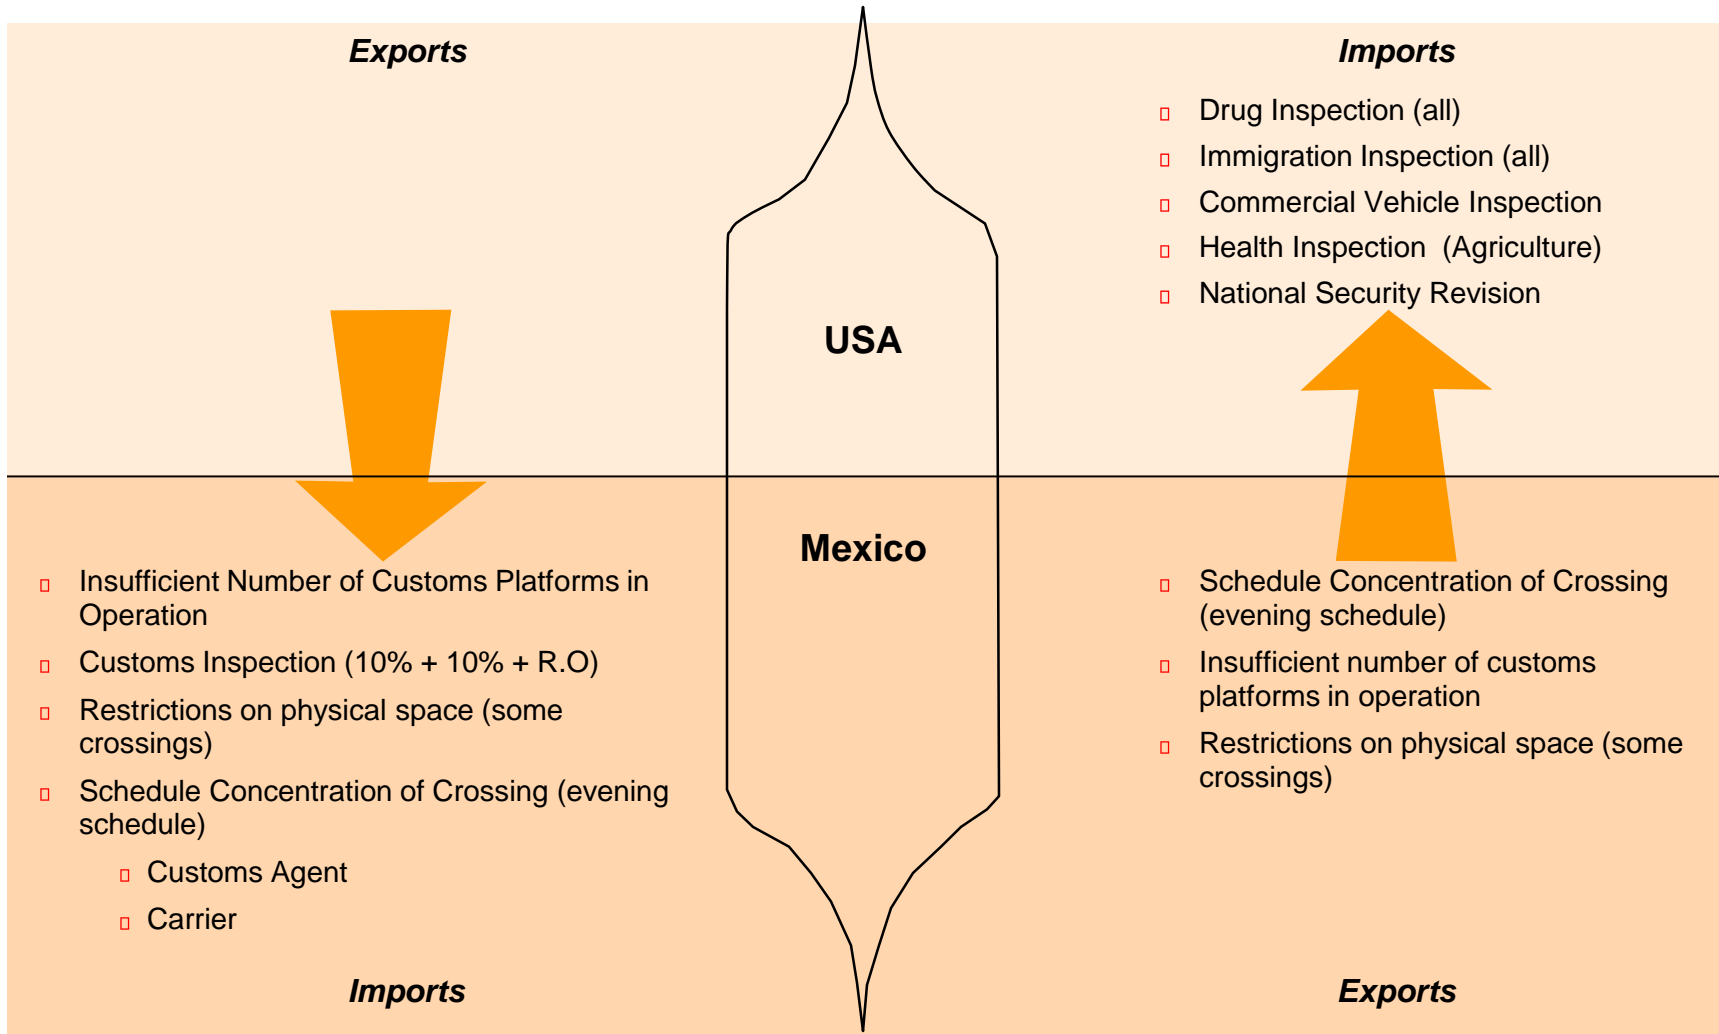 Exports
Imports
Drug Inspection (all)
Immigration Inspection (all)
Commercial Vehicle Inspection
Health Inspection  (Agriculture)
National Security Revision
USA
Mexico
Insufficient Number of Customs Platforms in
Operation
Customs Inspection (10% + 10% + R.O)
Restrictions on physical space (some
crossings)
Schedule Concentration of Crossing (evening
schedule)
Customs Agent
Carrier
Schedule Concentration of Crossing
(evening schedule)
Insufficient number of customs
platforms in operation
Restrictions on physical space (some
crossings)
Imports
Exports